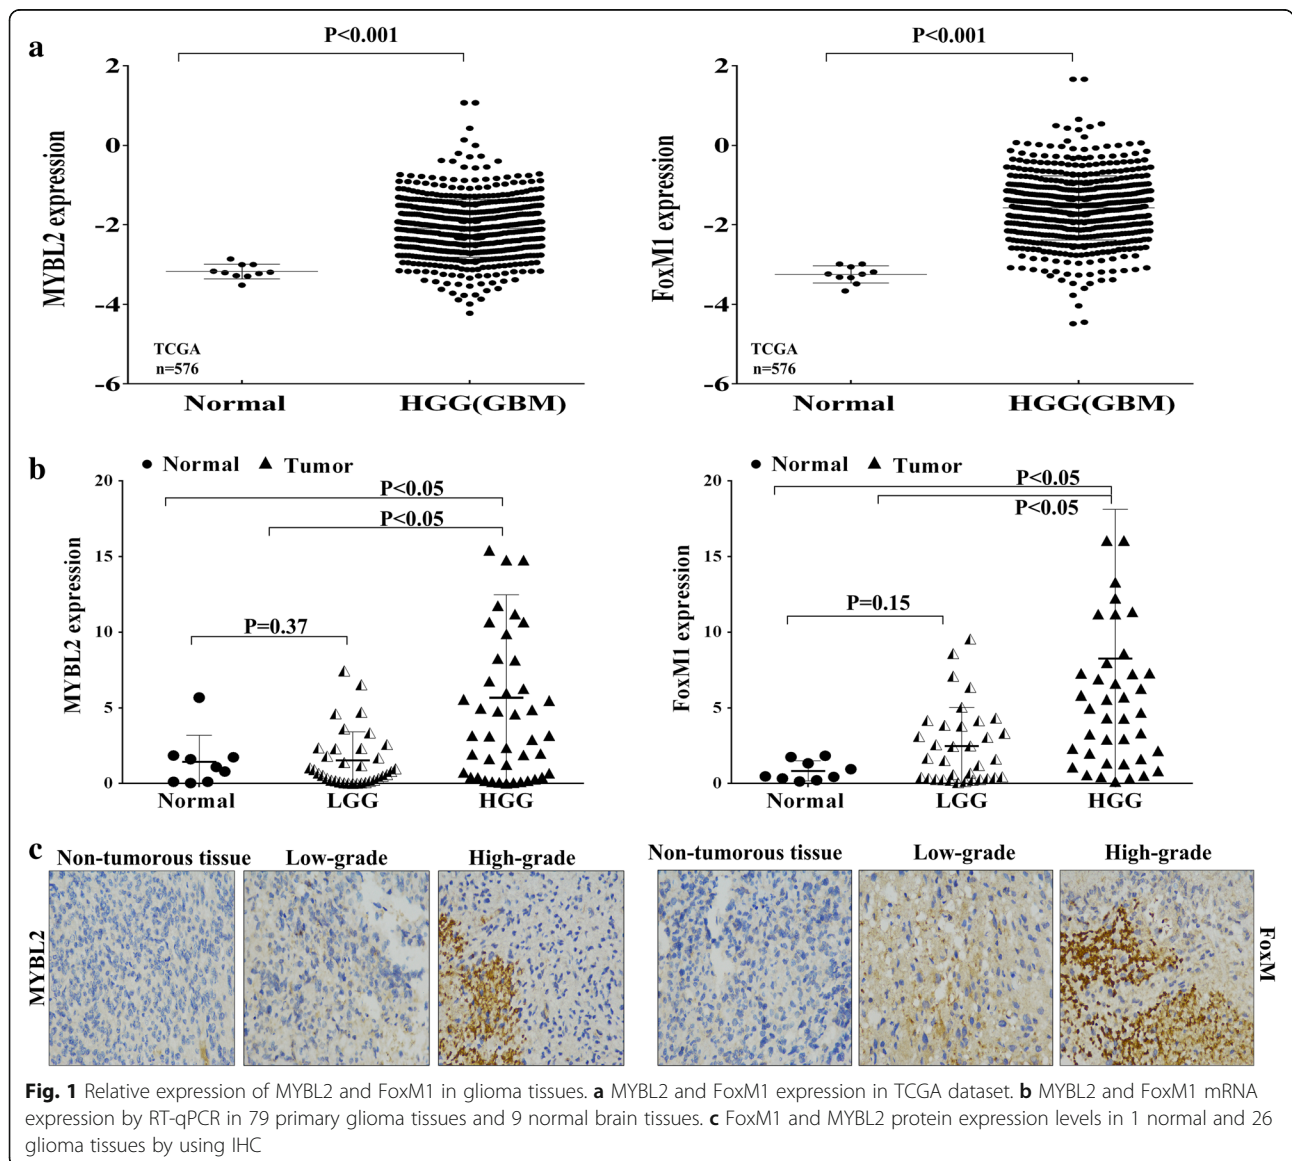 a
P<0.001
2
0
−2
−4
−6
MYBL2 expression
TCGA
n=576
Normal HGG(GBM)
P<0.001
2
0
−2
−4
−6
FoxM1 expression
TCGA
n=576
Normal HGG(GBM)
b
Normal Tumor
20
15
10
5
0
MYBL2 expression
P<0.05
P<0.05
P=0.37
Normal LGG HGG
Normal Tumor
20
15
10
5
0
FoxM1 expression
P<0.05
P<0.05
P=0.15
Normal LGG HGG
c
Non-tumorous tissue Low-grade High-grade
MYBL2
Non-tumorous tissue Low-grade High-grade
FoxM
Fig. 1 Relative expression of MYBL2 and FoxM1 in glioma tissues. a MYBL2 and FoxM1 expression in TCGA dataset. b MYBL2 and FoxM1 mRNA
expression by RT-qPCR in 79 primary glioma tissues and 9 normal brain tissues. c FoxM1 and MYBL2 protein expression levels in 1 normal and 26
glioma tissues by using IHC